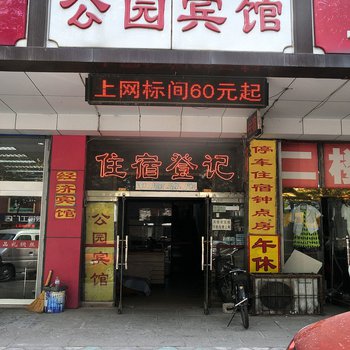 公园宾馆
上网标间60元起
住宿登记
经济宾馆
公园宾馆
停车住宿钟点房
午休
二楼